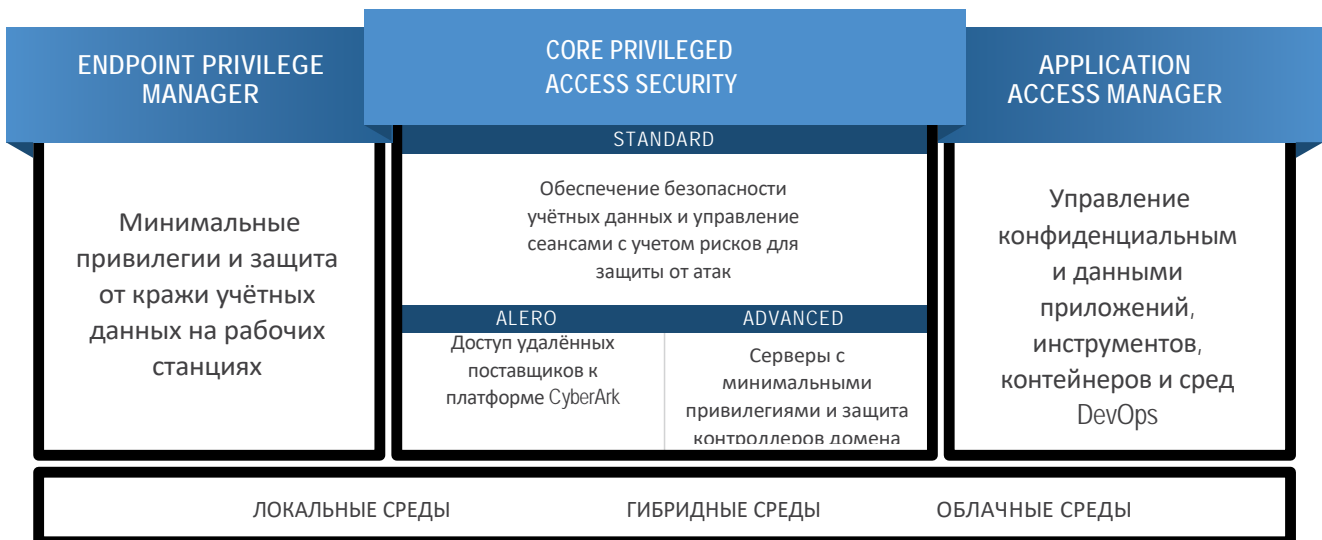 ENDPOINT PRIVILEGE
MANAGER
CORE PRIVILEGED
ACCESS SECURITY
APPLICATION
ACCESS MANAGER
Минимальные
привилегии и защита
от кражи учётных
данных на рабочих
станциях
STANDARD
Обеспечение безопасности
учётных данных и управление
сеансами с учетом рисков для
защиты от атак
ALERO
Доступ удалённых
поставщиков к
платформе CyberArk
ADVANCED
Серверы с
минимальными
привилегиями и защита
контроллеров домена
Управление
конфиденциальным
и данными
приложений,
инструментов,
контейнеров и сред
DevOps
ЛОКАЛЬНЫЕ СРЕДЫ ГИБРИДНЫЕ СРЕДЫ ОБЛАЧНЫЕ СРЕДЫ